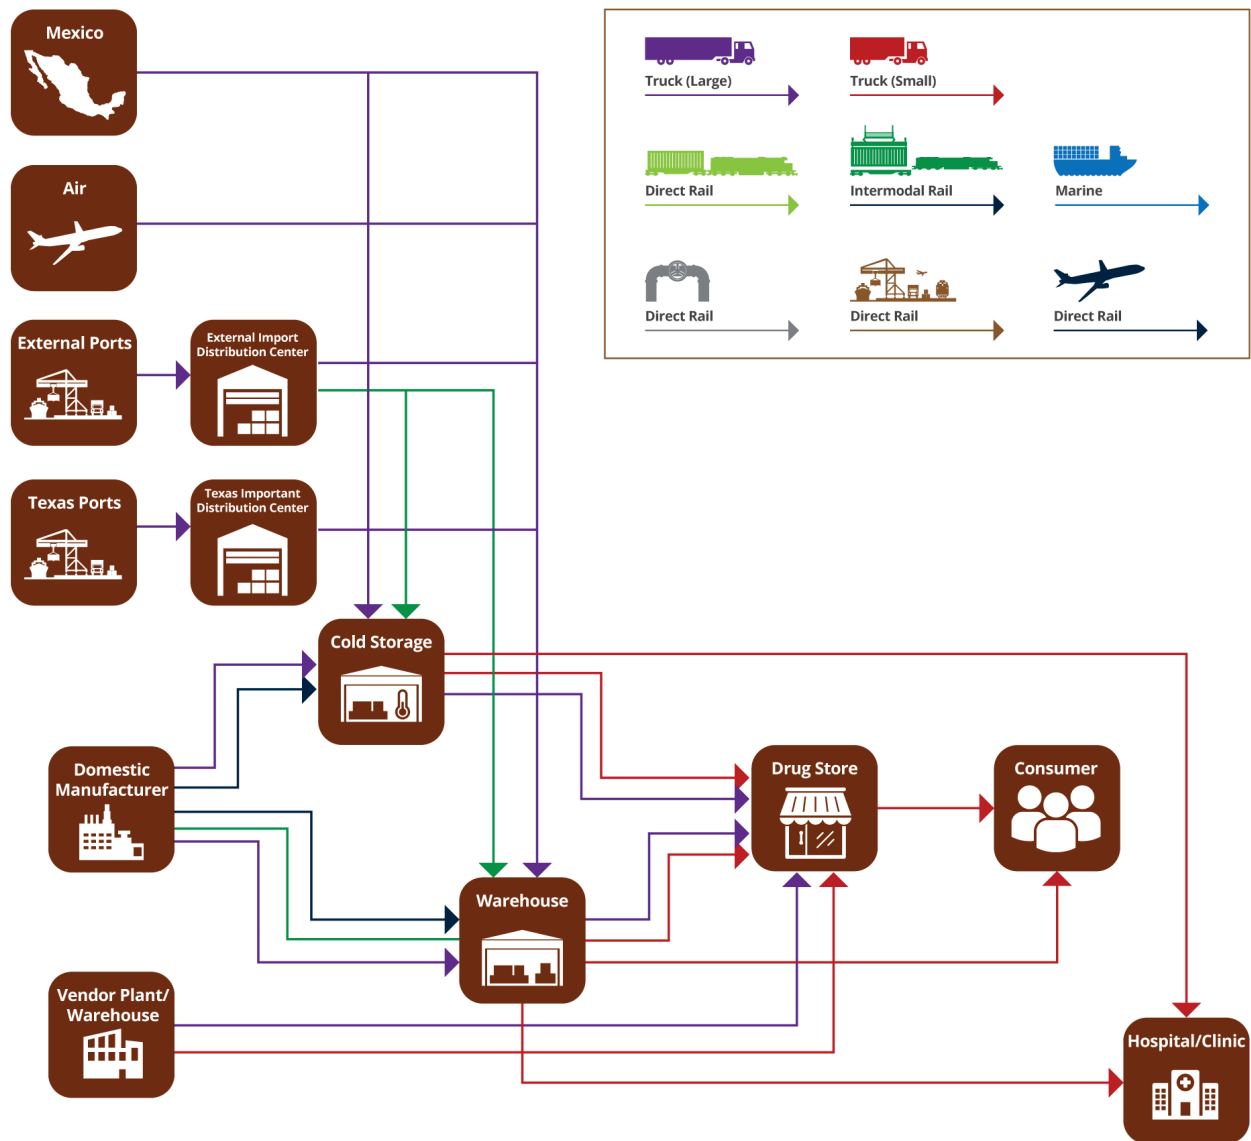 Mexico
Truck (Large)
Truck (Small)
Air
Direct Rail
Intermodal Rail
Marine
Direct Rail
Direct Rail
Direct Rail
External Ports
External Import
Distribution Center
Texas Ports
Texas Important
Distribution Center
Cold Storage
Domestic
Manufacturer
Drug Store
Consumer
Warehouse
Vendor Plant/
Warehouse
Hospital/Clinic